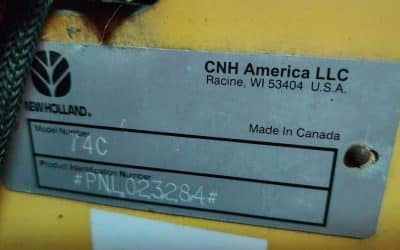 CNH America LLC
Racine, WI 53404 U.S.A.
NEW HOLLAND
Made in Canada
Model Number
74C
Product Identification Number
#PNL023284#